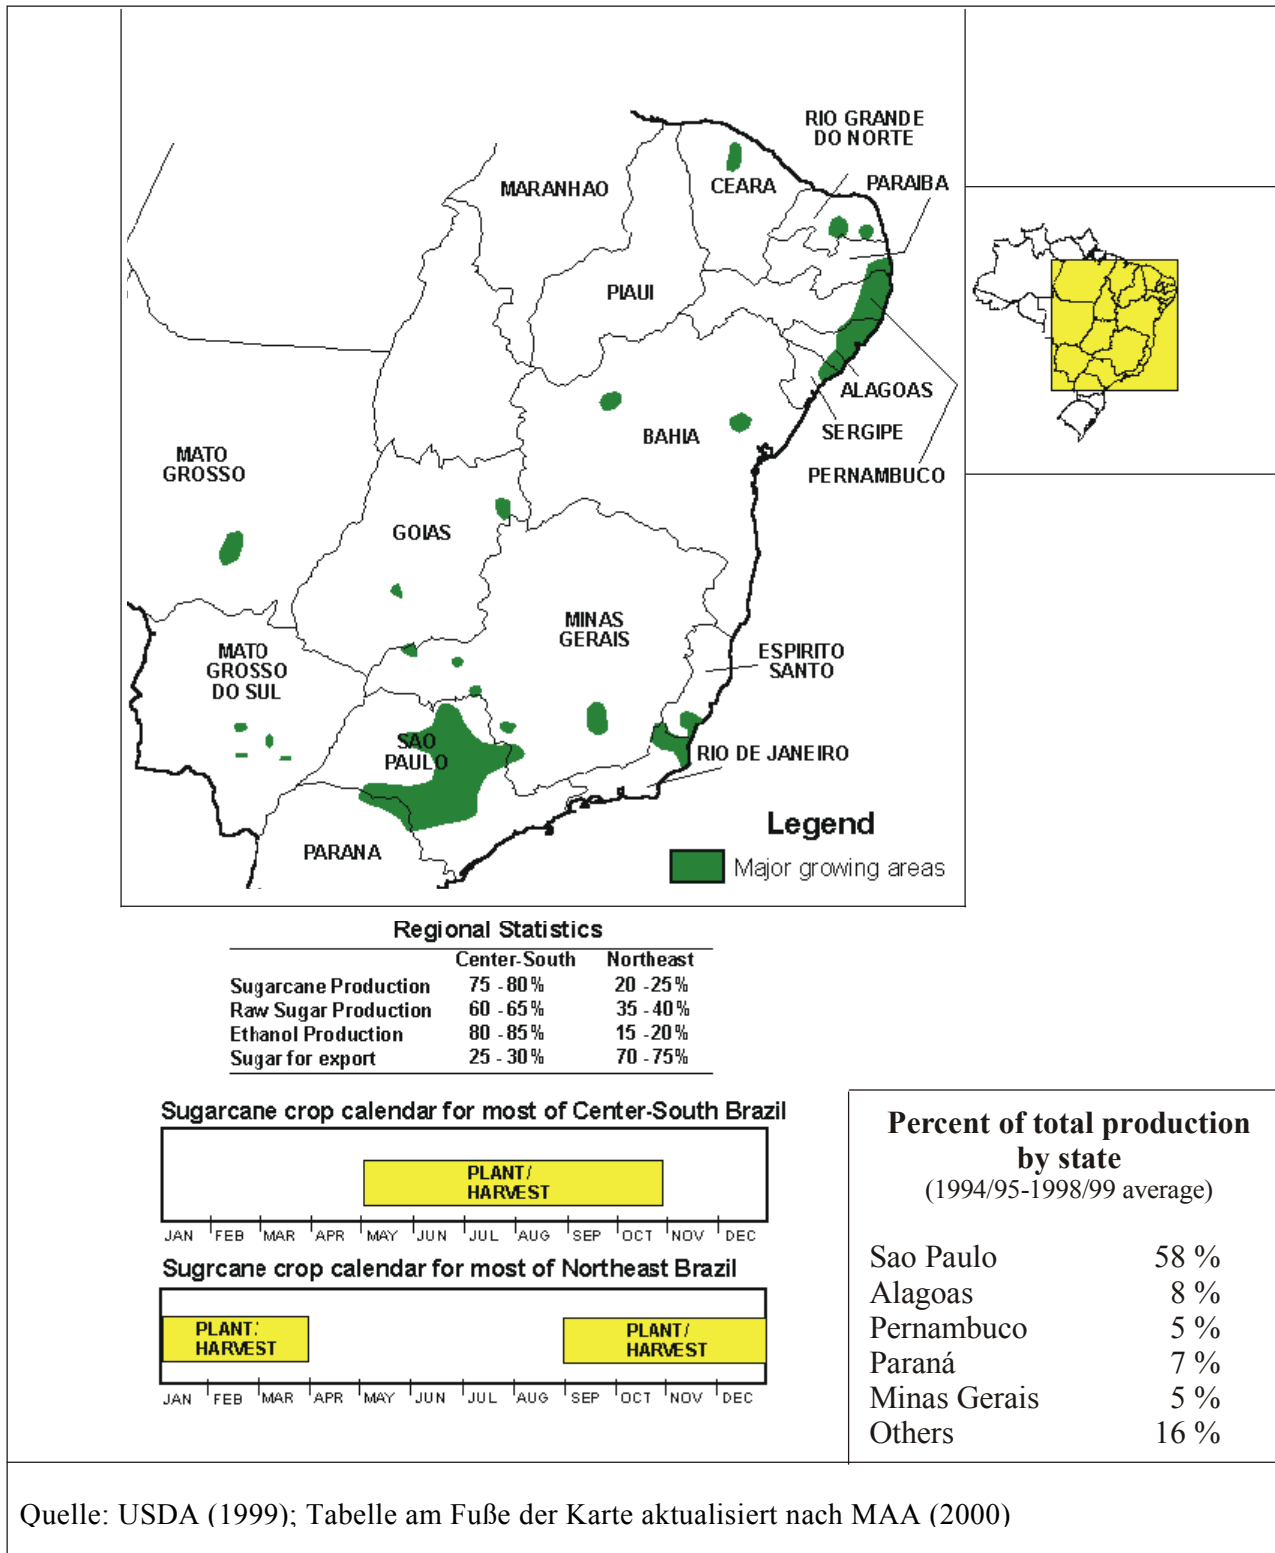 RIO GRANDE
DO NORTE
MARANHAO
CEARA
PARAIBA
PIAUI
ALAGOAS
BAHIA
SERGIPE
MATO
GROSSO
PERNAMBUCO
GOIAS
MINAS
GERAIS
MATO
GROSSO
DO SUL
ESPIRITO
SANTO
SAO
PAULO
RIO DE JANEIRO
PARANA
Legend
Major growing areas
Regional Statistics
Center-South Northeast
Sugarcane Production 75 - 80% 20 - 25%
Raw Sugar Production 60 - 65% 35 - 40%
Ethanol Production 80 - 85% 15 - 20%
Sugar for export 25 - 30% 70 - 75%
Sugarcane crop calendar for most of Center-South Brazil
PLANT/
HARVEST
JAN FEB MAR APR MAY JUN JUL AUG SEP OCT NOV DEC
Sugrcane crop calendar for most of Northeast Brazil
PLANT/
HARVEST
PLANT/
HARVEST
JAN FEB MAR APR MAY JUN JUL AUG SEP OCT NOV DEC
Percent of total production
by state
(1994/95-1998/99 average)
Sao Paulo 58 %
Alagoas 8 %
Pernambuco 5 %
Paraná 7 %
Minas Gerais 5 %
Others 16 %
Quelle: USDA (1999); Tabelle am Fuße der Karte aktualisiert nach MAA (2000)